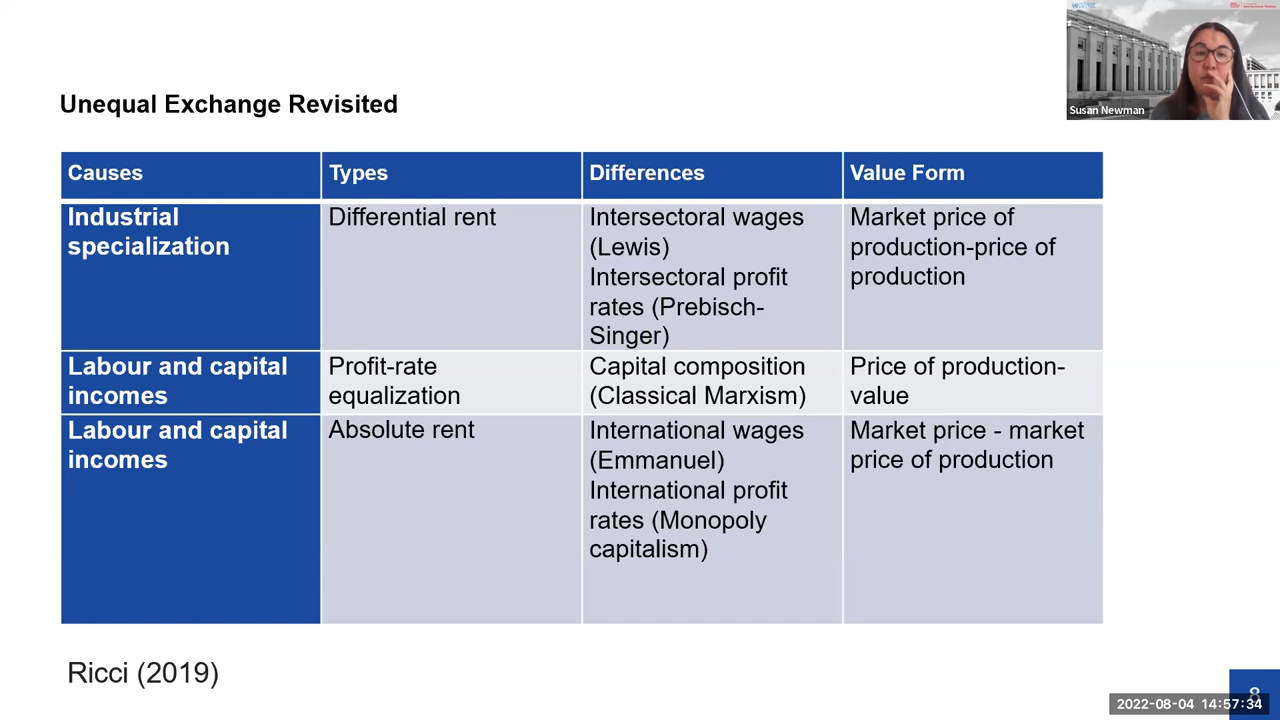 Susan Newman
Unequal Exchange Revisited
Causes
Types
Differences
Value Form
Industrial
specialization
Differential rent
Intersectoral wages
(Lewis)
Intersectoral profit
rates (Prebisch-
Singer)
Market price of
production-price of
production
Labour and capital
incomes
Profit-rate
equalization
Capital composition
(Classical Marxism)
Price of production-
value
Labour and capital
incomes
Absolute rent
International wages
(Emmanuel)
International profit
rates (Monopoly
capitalism)
Market price - market
price of production
Ricci (2019)
8
2022-08-04 14:57:34